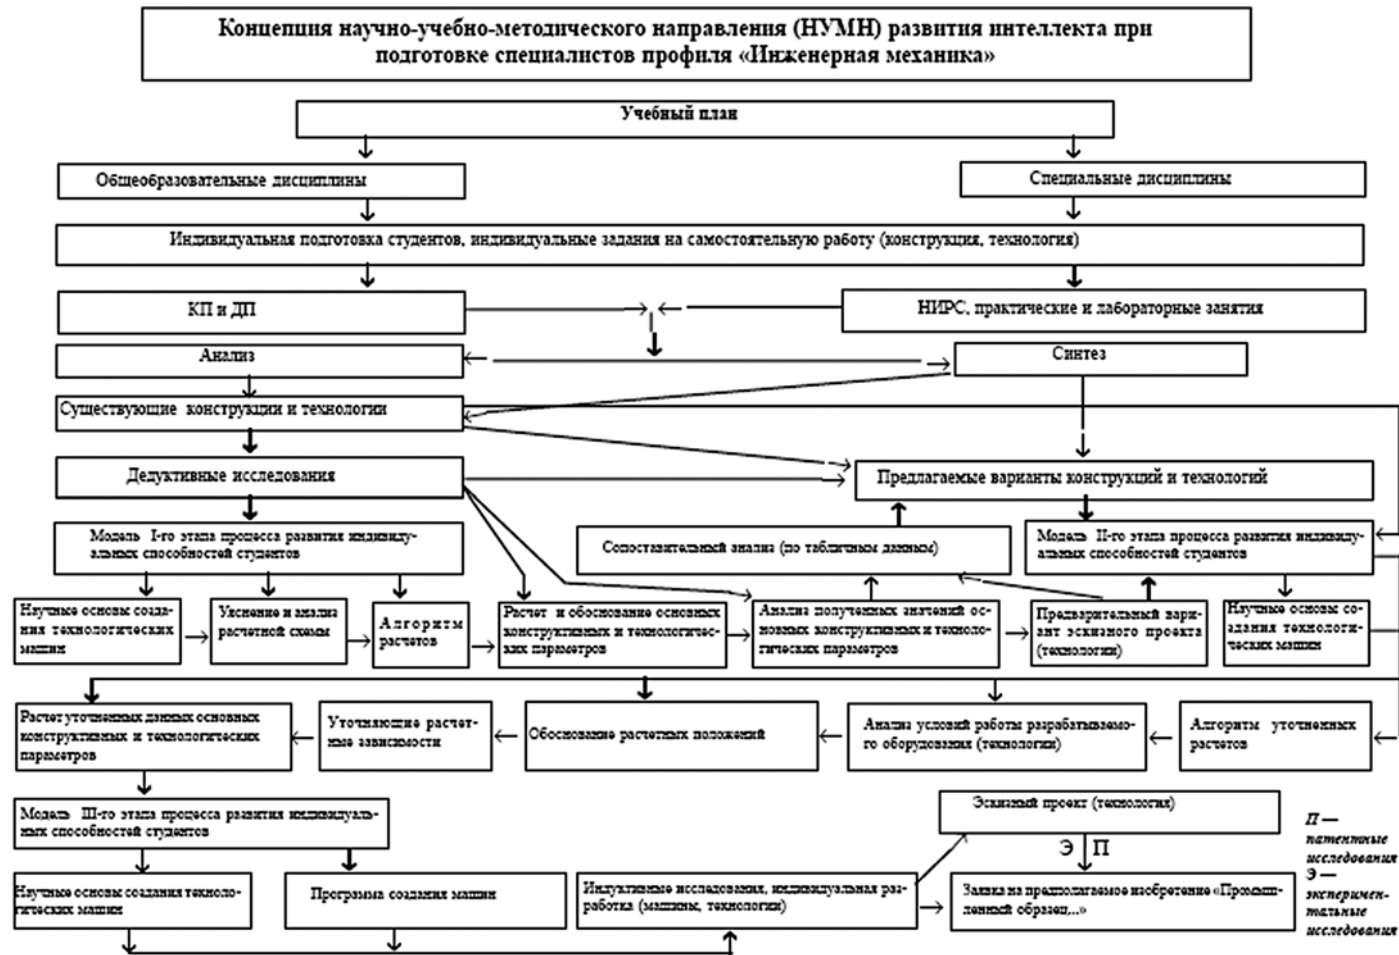 Концепция научно-учебно-методического направления (НУМН) развития интеллекта при
подготовке специалистов профиля «Инженерная механика»
Учебный план
Общеобразовательные дисциплины
Специальные дисциплины
Индивидуальная подготовка студентов, индивидуальные задания на самостоятельную работу (конструкция, технология)
КП и ДП
НИРС, практические и лабораторные занятия
Анализ
Синтез
Существующие конструкции и технологии
Дедуктивные исследования
Предлагаемые варианты конструкций и технологий
Модель I-го этапа процесса развития индивиду-
альных способностей студентов
Сопоставительный анализ (по табличным данным)
Модель II-го этапа процесса развития индивиду-
альных способностей студентов
Научные основы созда-
ния технологических
машин
Уяснение и анализ
расчетной схемы
Алгоритм
расчетов
Расчет и обоснование основных
конструктивных и технологичес-
ких параметров
Анализ полученных значений ос-
новных конструктивных и техноло-
гических параметров
Предварительный вари-
ант эскизного проекта
(технологии)
Научные основы со-
здания технологи-
ческих машин
Расчет уточненных данных основных
конструктивных и технологических
параметров
Уточняющие расчет-
ные зависимости
Обоснование расчетных положений
Анализ условий работы разрабатываемо-
го оборудования (технологии)
Алгоритм уточненных
расчетов
Модель III-го этапа процесса развития индивидуаль-
ных способностей студентов
Эскизный проект (технология)
Э П
П —
патентные
исследования
Э —
эксперимен-
тальные
исследования
Научные основы создания техноло-
гических машин
Программа создания машин
Индуктивные исследования, индивидуальная раз-
работка (машины, технологии)
Заявка на предполагаемое изобретение «Промыш-
ленный образец...»